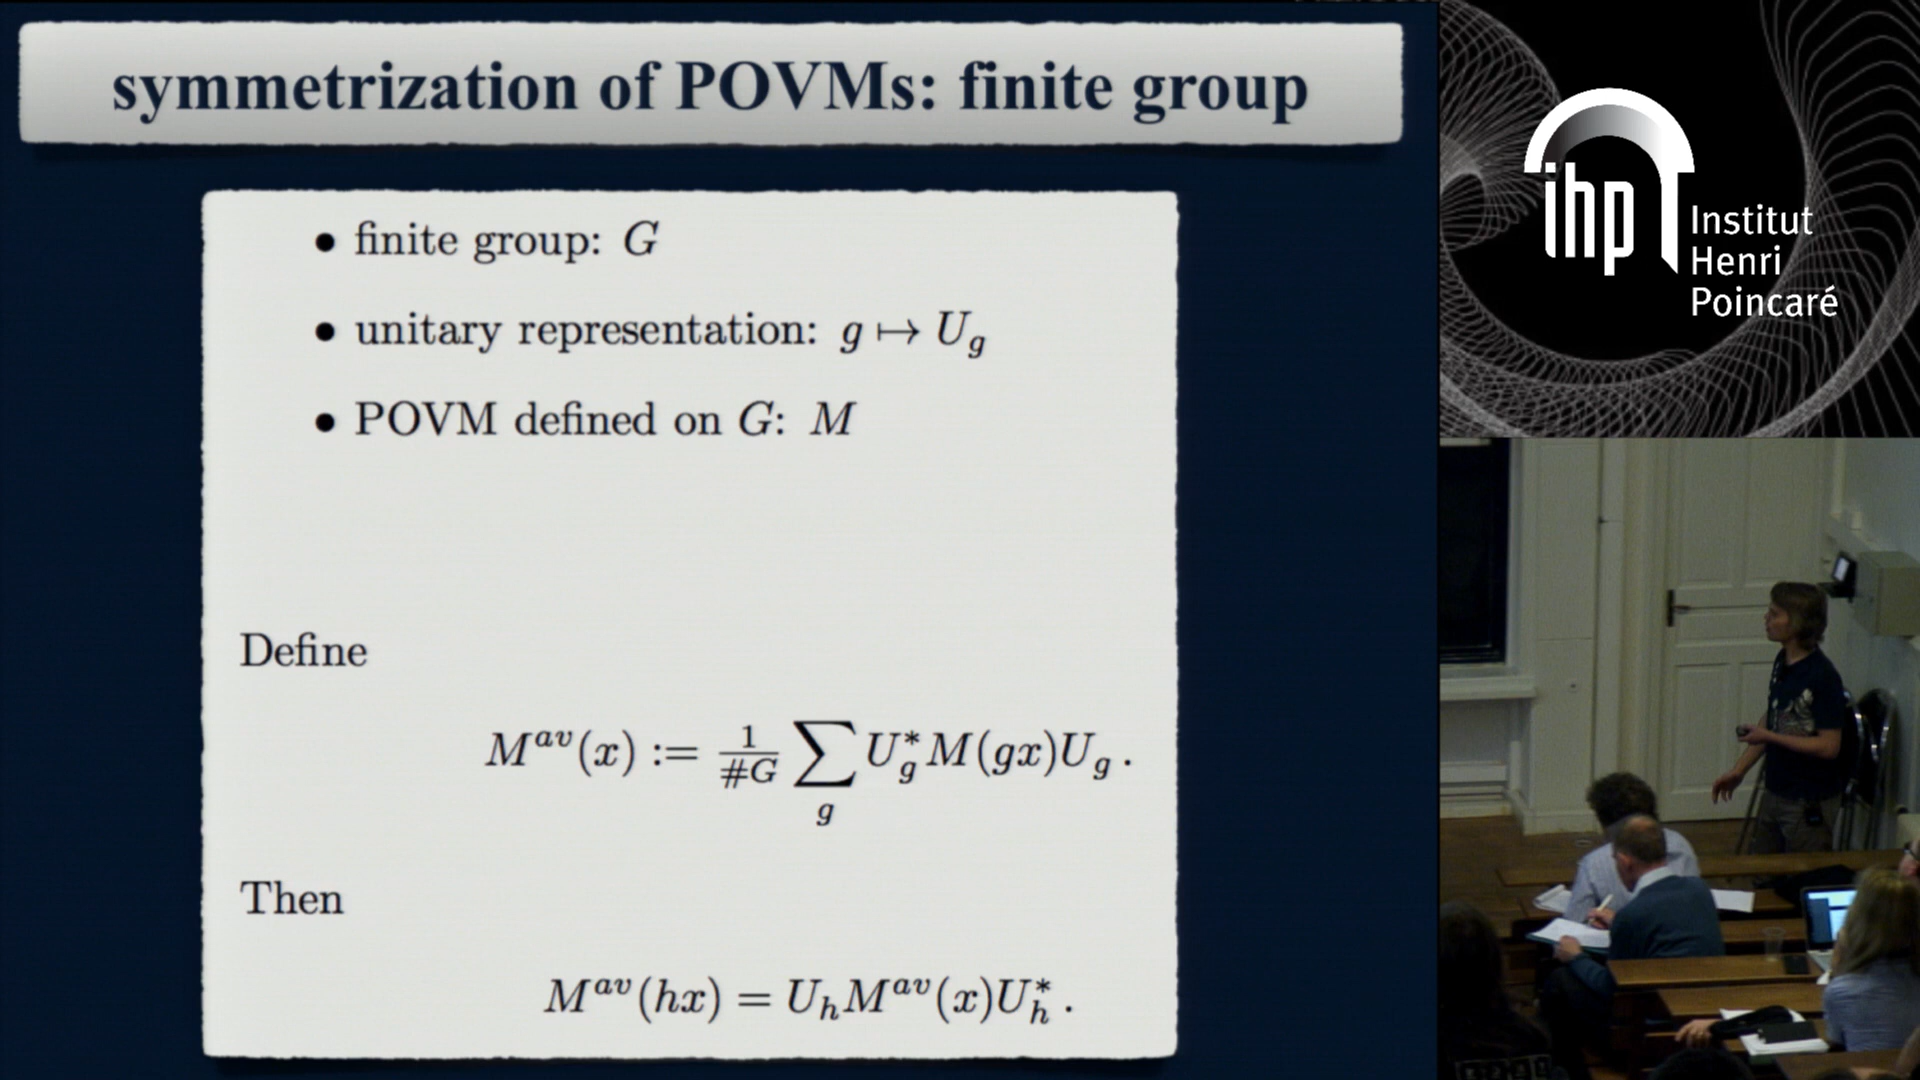 symmetrization of POVMs: finite group
• finite group: G
• unitary representation: g ↦ U_g
• POVM defined on G: M
Define
M^{av}(x) := \frac{1}{\#G} \sum_g U_g^* M(gx) U_g .
Then
M^{av}(hx) = U_h M^{av}(x) U_h^* .
ihp
Institut
Henri
Poincaré